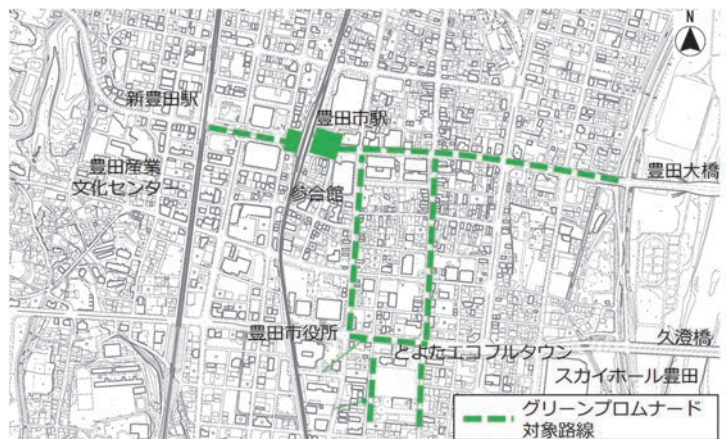 N
新豊田駅
豊田市駅
豊田産業
文化センター
参合館
豊田大橋
豊田市役所
久澄橋
とよたエコフルタウン
スカイホール豊田
グリーンプロムナード
対象路線